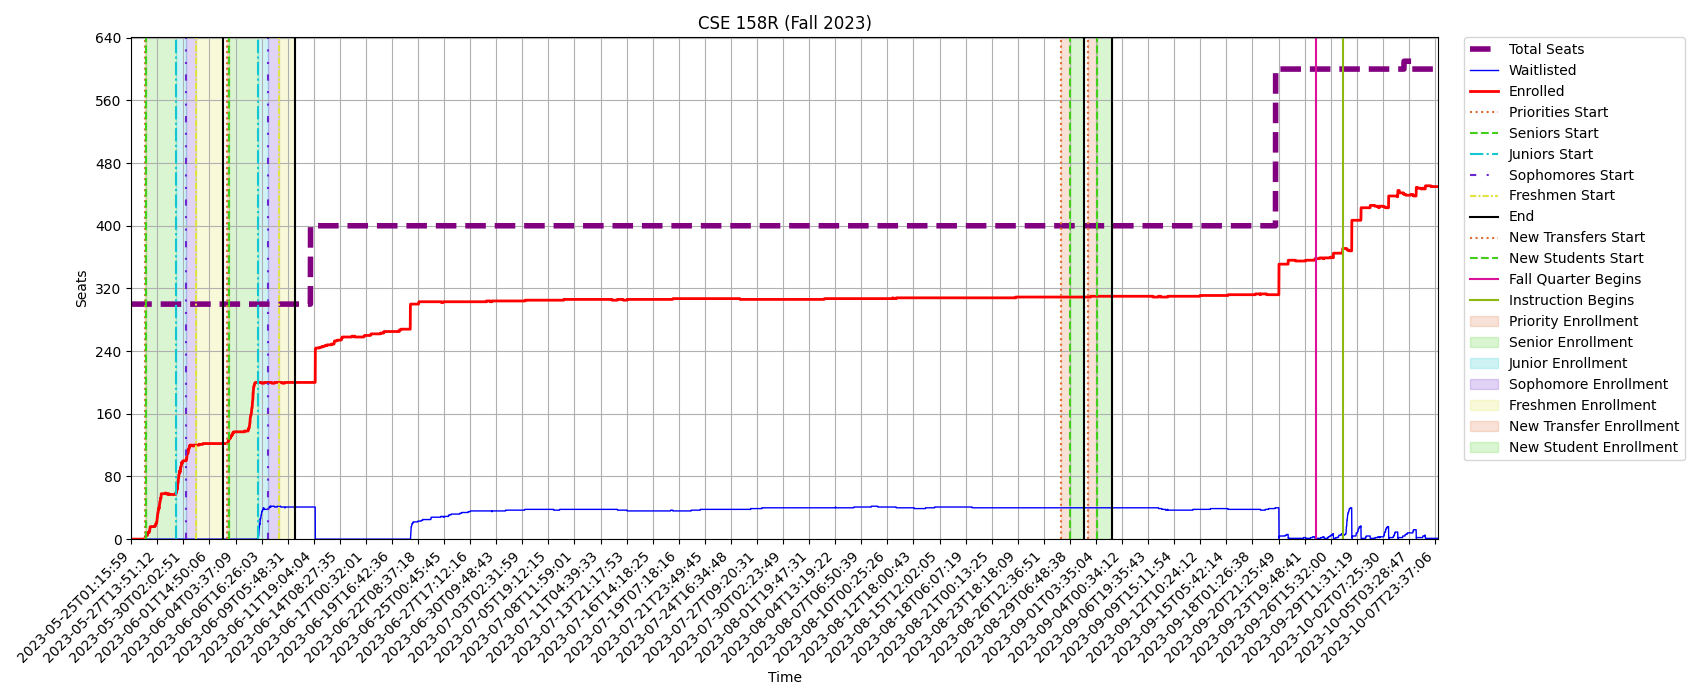 CSE 158R (Fall 2023)
640
560
480
400
320
240
160
80
0
Seats
2023-05-25T01:15:59
2023-05-27T13:51:12
2023-05-30T02:02:51
2023-06-01T14:50:06
2023-06-04T03:37:09
2023-06-06T16:26:03
2023-06-09T05:48:31
2023-06-11T19:04:04
2023-06-14T08:27:35
2023-06-17T00:32:01
2023-06-19T16:42:36
2023-06-22T08:37:18
2023-06-25T00:45:45
2023-06-27T17:12:16
2023-06-30T09:48:43
2023-07-03T02:31:59
2023-07-05T19:12:15
2023-07-08T11:59:01
2023-07-11T04:39:33
2023-07-13T21:17:53
2023-07-16T14:18:25
2023-07-19T07:18:16
2023-07-21T23:49:45
2023-07-24T16:34:48
2023-07-27T09:20:31
2023-07-30T02:23:49
2023-08-01T19:47:31
2023-08-04T13:19:22
2023-08-07T06:50:39
2023-08-10T00:25:26
2023-08-12T18:00:43
2023-08-15T12:02:05
2023-08-18T06:07:19
2023-08-21T00:13:25
2023-08-23T18:18:09
2023-08-26T12:36:51
2023-08-29T06:48:38
2023-09-01T03:35:04
2023-09-04T00:34:12
2023-09-06T19:35:43
2023-09-09T15:11:54
2023-09-12T10:24:12
2023-09-15T05:42:14
2023-09-18T01:26:38
2023-09-20T21:25:49
2023-09-23T19:48:41
2023-09-26T15:32:00
2023-09-29T11:31:19
2023-10-02T07:25:30
2023-10-05T03:28:47
2023-10-07T23:37:06
Time
Total Seats
Waitlisted
Enrolled
Priorities Start
Seniors Start
Juniors Start
Sophomores Start
Freshmen Start
End
New Transfers Start
New Students Start
Fall Quarter Begins
Instruction Begins
Priority Enrollment
Senior Enrollment
Junior Enrollment
Sophomore Enrollment
Freshmen Enrollment
New Transfer Enrollment
New Student Enrollment